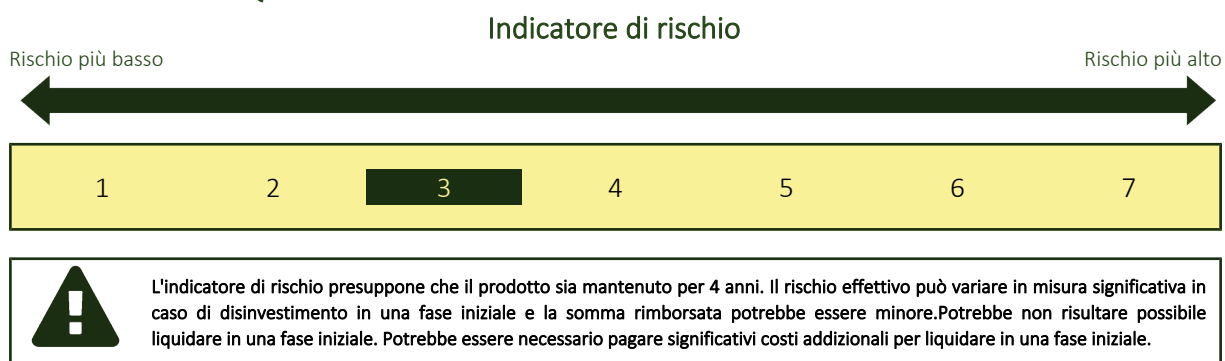 Indicatore di rischio
Rischio più basso Rischio più alto
1 2 3 4 5 6 7
L'indicatore di rischio presuppone che il prodotto sia mantenuto per 4 anni. Il rischio effettivo può variare in misura significativa in
caso di disinvestimento in una fase iniziale e la somma rimborsata potrebbe essere minore.Potrebbe non risultare possibile
liquidare in una fase iniziale. Potrebbe essere necessario pagare significativi costi addizionali per liquidare in una fase iniziale.